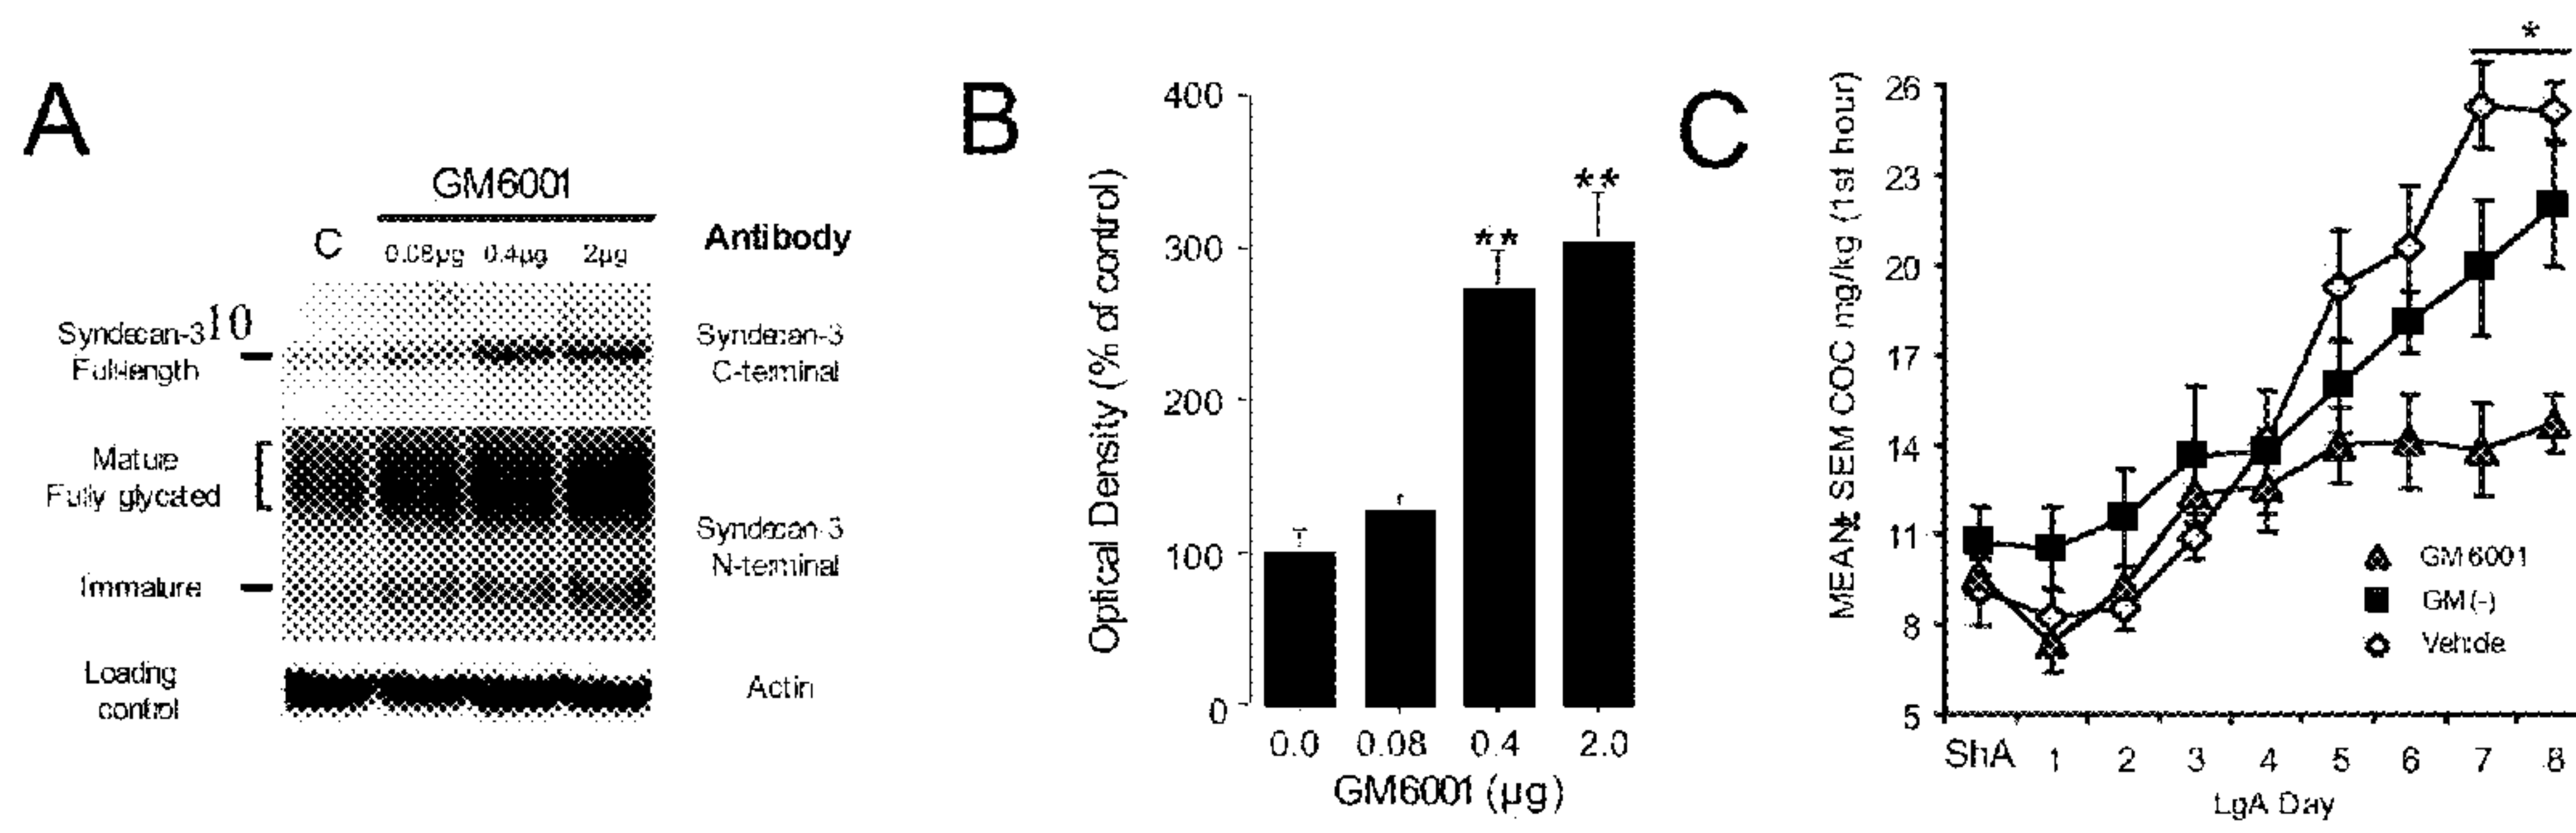 A
GM6001
C 0.08µg 0.4µg 2µg
Antibody
Syndecan-310
Full-length
Syndecan-3
C-terminal
Mature
Fully glycated
Syndecan-3
N-terminal
Immature
Loading
control
Actin
B
Optical Density (% of control)
400
300
200
100
0
** **
0.0 0.08 0.4 2.0
GM6001 (µg)
C
MEAN± SEM COC mg/kg (1st hour)
26
23
20
17
14
11
8
5
*
GM6001
GM(-)
Vehicle
ShA 1 2 3 4 5 6 7 8
LgA Day